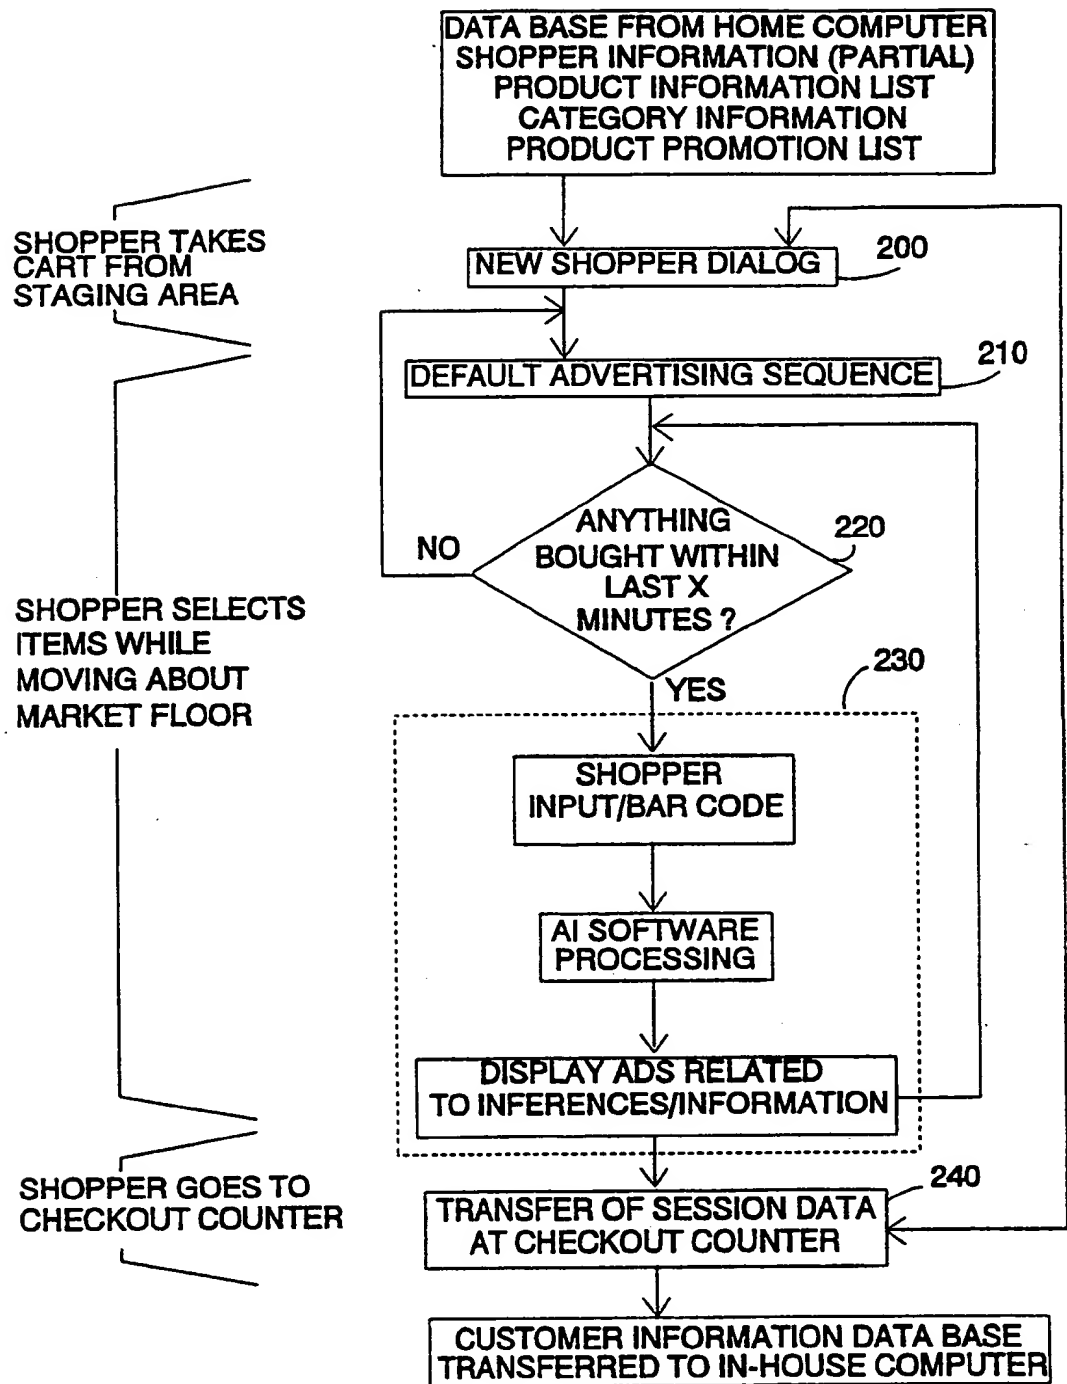 DATA BASE FROM HOME COMPUTER
SHOPPER INFORMATION (PARTIAL)
PRODUCT INFORMATION LIST
CATEGORY INFORMATION
PRODUCT PROMOTION LIST
SHOPPER TAKES
CART FROM
STAGING AREA
NEW SHOPPER DIALOG
200
DEFAULT ADVERTISING SEQUENCE
210
ANYTHING
BOUGHT WITHIN
LAST X
MINUTES ?
220
NO
YES
SHOPPER SELECTS
ITEMS WHILE
MOVING ABOUT
MARKET FLOOR
230
SHOPPER
INPUT/BAR CODE
AI SOFTWARE
PROCESSING
DISPLAY ADS RELATED
TO INFERENCES/INFORMATION
SHOPPER GOES TO
CHECKOUT COUNTER
240
TRANSFER OF SESSION DATA
AT CHECKOUT COUNTER
CUSTOMER INFORMATION DATA BASE
TRANSFERRED TO IN-HOUSE COMPUTER